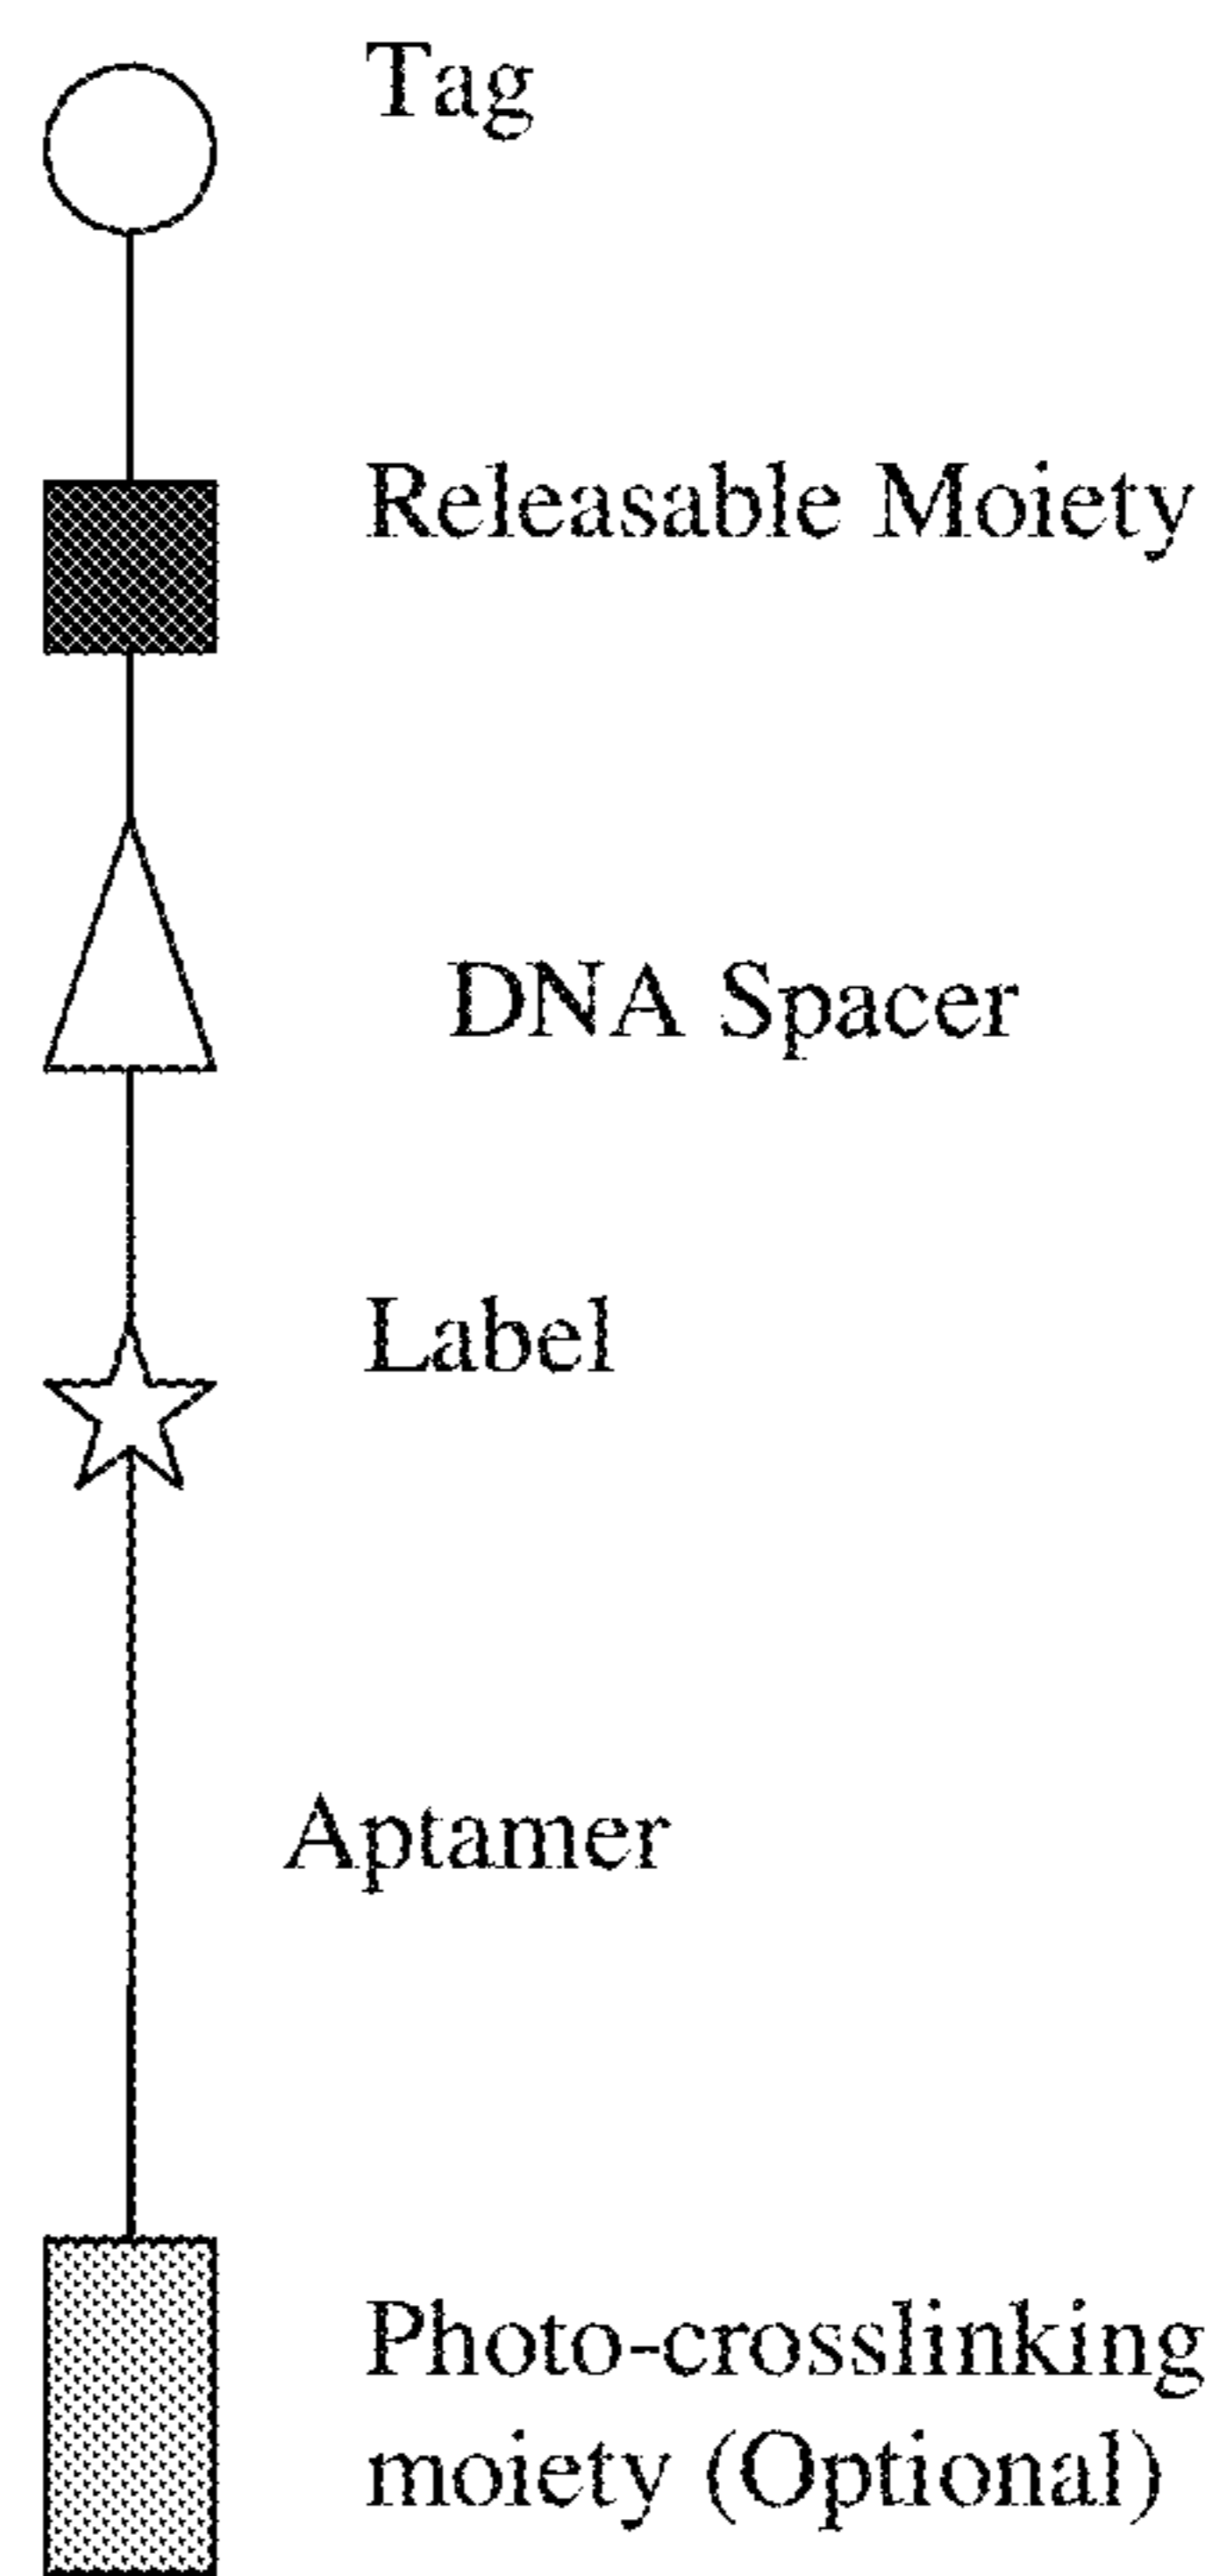 Tag
Releasable Moiety
DNA Spacer
Label
Aptamer
Photo-crosslinking
moiety (Optional)